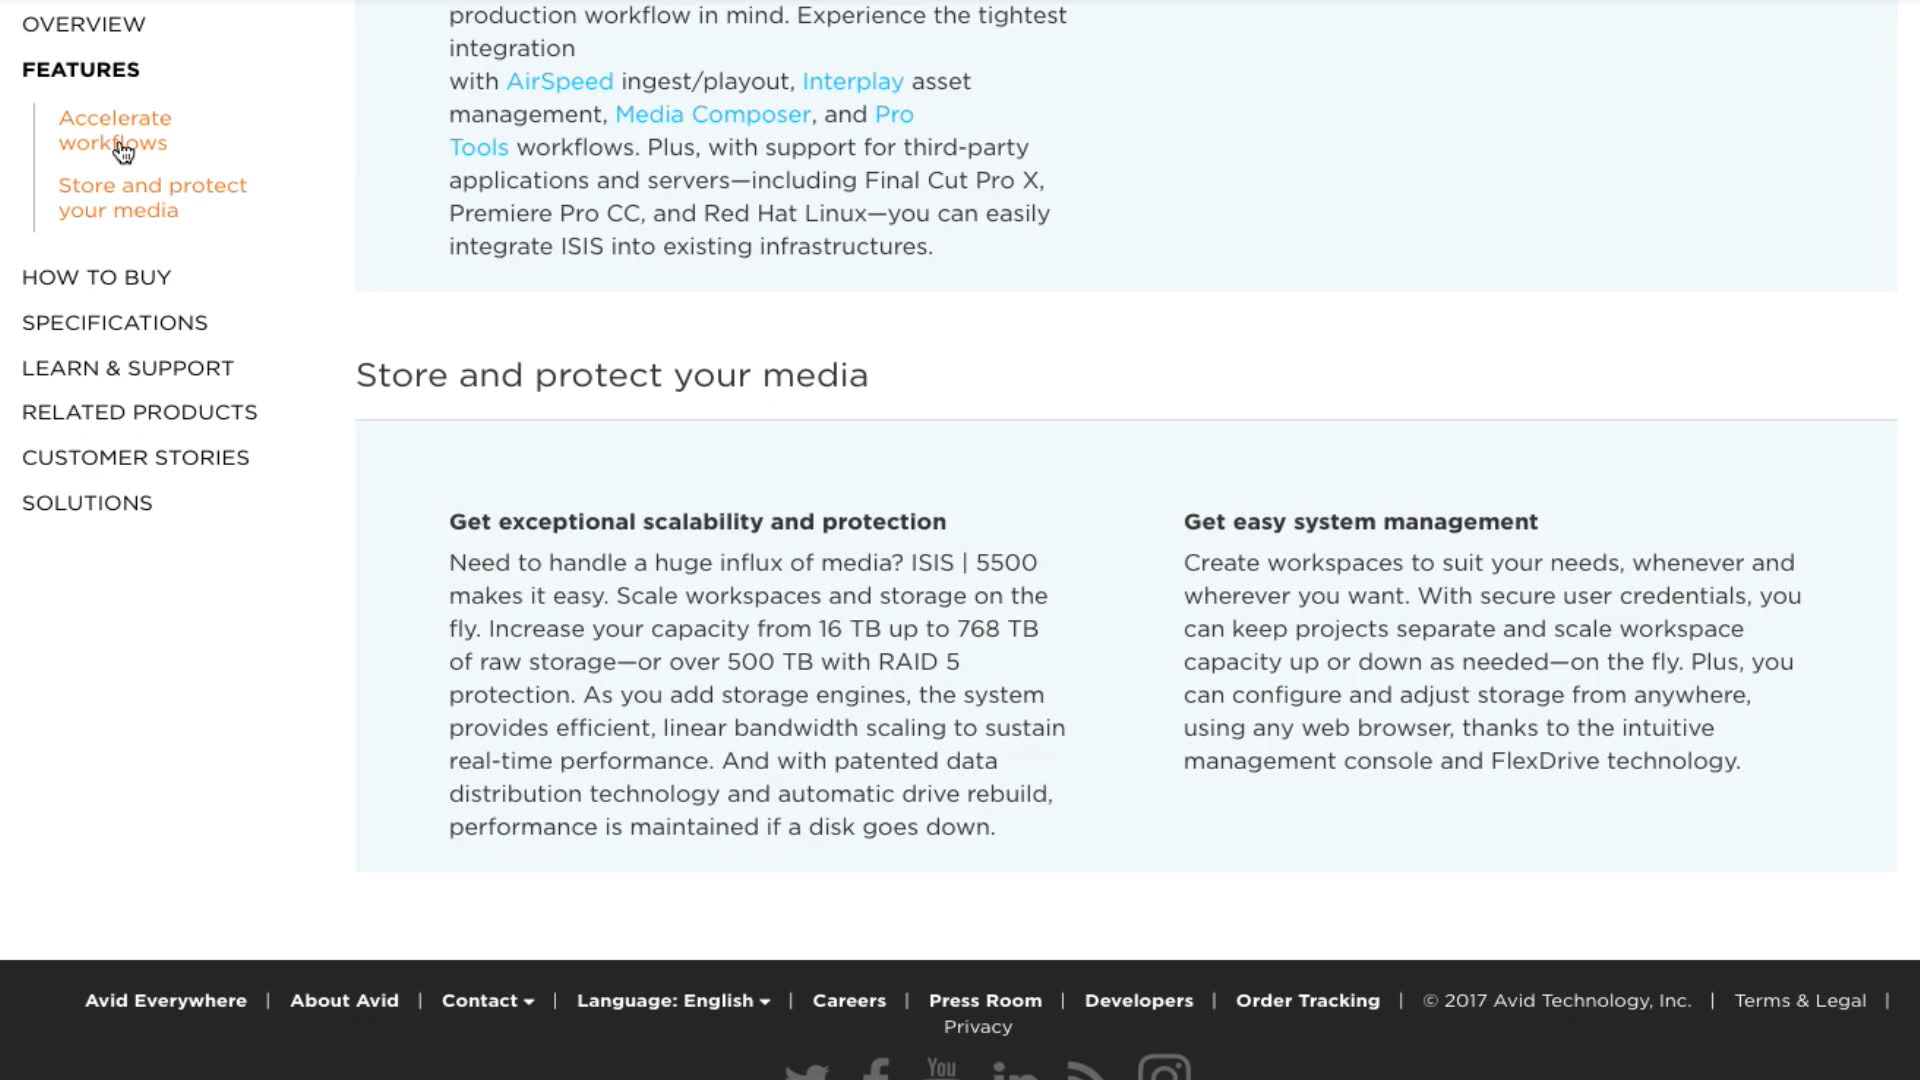 OVERVIEW
FEATURES
Accelerate
workflows
Store and protect
your media
HOW TO BUY
SPECIFICATIONS
LEARN & SUPPORT
RELATED PRODUCTS
CUSTOMER STORIES
SOLUTIONS
production workflow in mind. Experience the tightest
integration
with AirSpeed ingest/playout, Interplay asset
management, Media Composer, and Pro
Tools workflows. Plus, with support for third-party
applications and servers—including Final Cut Pro X,
Premiere Pro CC, and Red Hat Linux—you can easily
integrate ISIS into existing infrastructures.
Store and protect your media
Get exceptional scalability and protection
Need to handle a huge influx of media? ISIS | 5500
makes it easy. Scale workspaces and storage on the
fly. Increase your capacity from 16 TB up to 768 TB
of raw storage—or over 500 TB with RAID 5
protection. As you add storage engines, the system
provides efficient, linear bandwidth scaling to sustain
real-time performance. And with patented data
distribution technology and automatic drive rebuild,
performance is maintained if a disk goes down.
Get easy system management
Create workspaces to suit your needs, whenever and
wherever you want. With secure user credentials, you
can keep projects separate and scale workspace
capacity up or down as needed—on the fly. Plus, you
can configure and adjust storage from anywhere,
using any web browser, thanks to the intuitive
management console and FlexDrive technology.
Avid Everywhere | About Avid | Contact | Language: English | Careers | Press Room | Developers | Order Tracking | © 2017 Avid Technology, Inc. | Terms & Legal |
Privacy
You
in